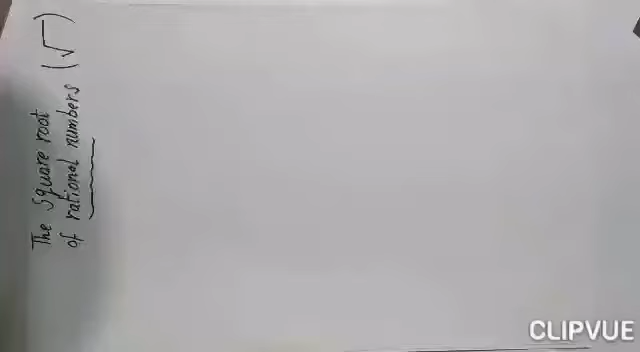 The square root
of rational numbers (√)
CLIPVUE